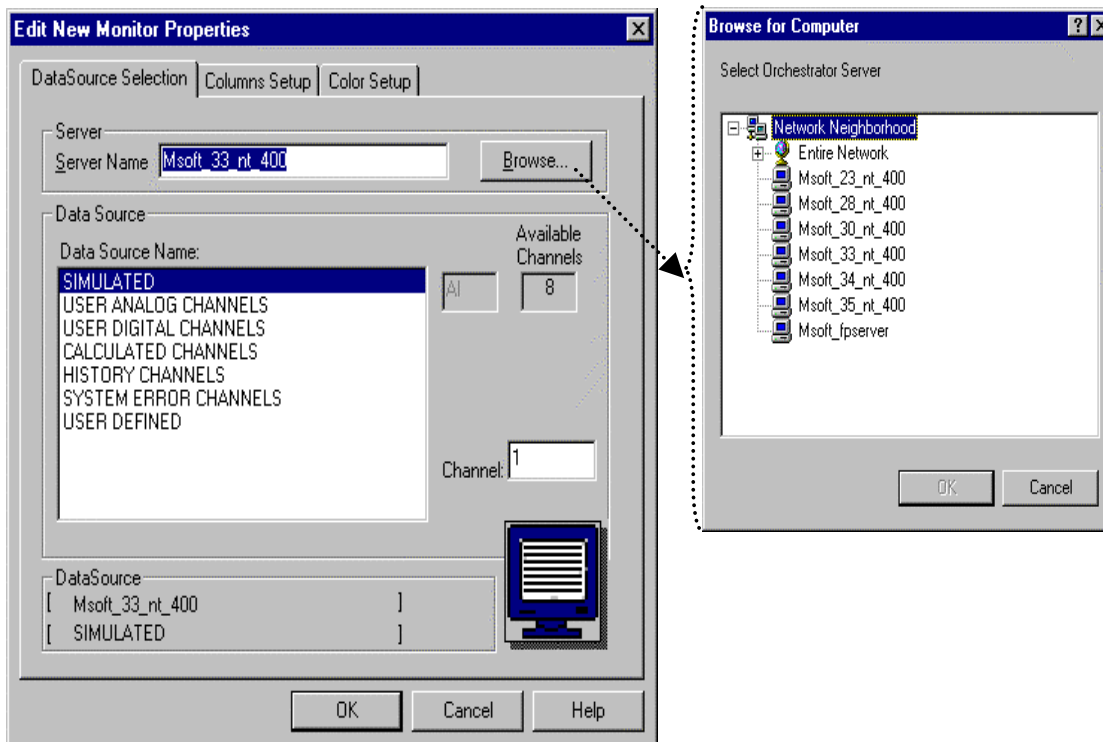 Edit New Monitor Properties
DataSource Selection
Columns Setup
Color Setup
Server
Server Name
Msoft_33_nt_400
Browse...
Data Source
Data Source Name:
Available
Channels
SIMULATED
USER ANALOG CHANNELS
USER DIGITAL CHANNELS
CALCULATED CHANNELS
HISTORY CHANNELS
SYSTEM ERROR CHANNELS
USER DEFINED
AI
8
Channel:
1
DataSource
[ Msoft_33_nt_400 ]
[ SIMULATED ]
OK
Cancel
Help
Browse for Computer
Select Orchestrator Server
Network Neighborhood
Entire Network
Msoft_23_nt_400
Msoft_28_nt_400
Msoft_30_nt_400
Msoft_33_nt_400
Msoft_34_nt_400
Msoft_35_nt_400
Msoft_fpserver
OK
Cancel